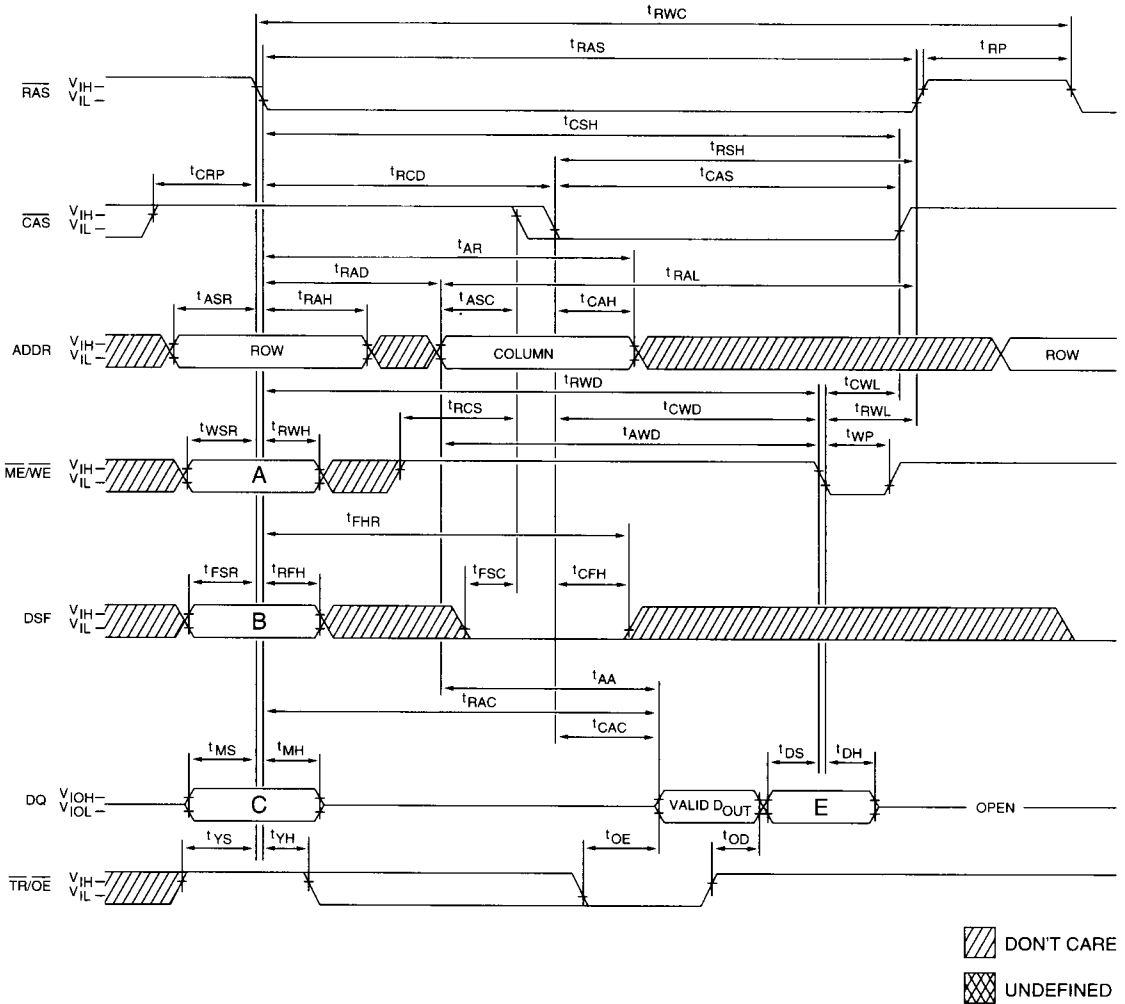 tRWC
tRAS
tRP
RAS VIH VIL
tCSH
tRSH
tCRP tRCD tCAS
CAS VIH VIL
tAR
tRAD tRAL
tASR tRAH tASC tCAH
ADDR VIH VIL ROW COLUMN ROW
tRWD tCWL
tRCS tCWD tRWL
tWSR tRWH tAWD tWP
ME/WE VIH VIL A
tFHR
tFSR tRFH tFSC tCFH
DSF VIH VIL B
tAA
tRAC
tCAC
tMS tMH tDS tDH
DQ VIOH VIOL C VALID DOUT E OPEN
tYS tYH tOE tOD
TR/OE VIH VIL
DON'T CARE
UNDEFINED